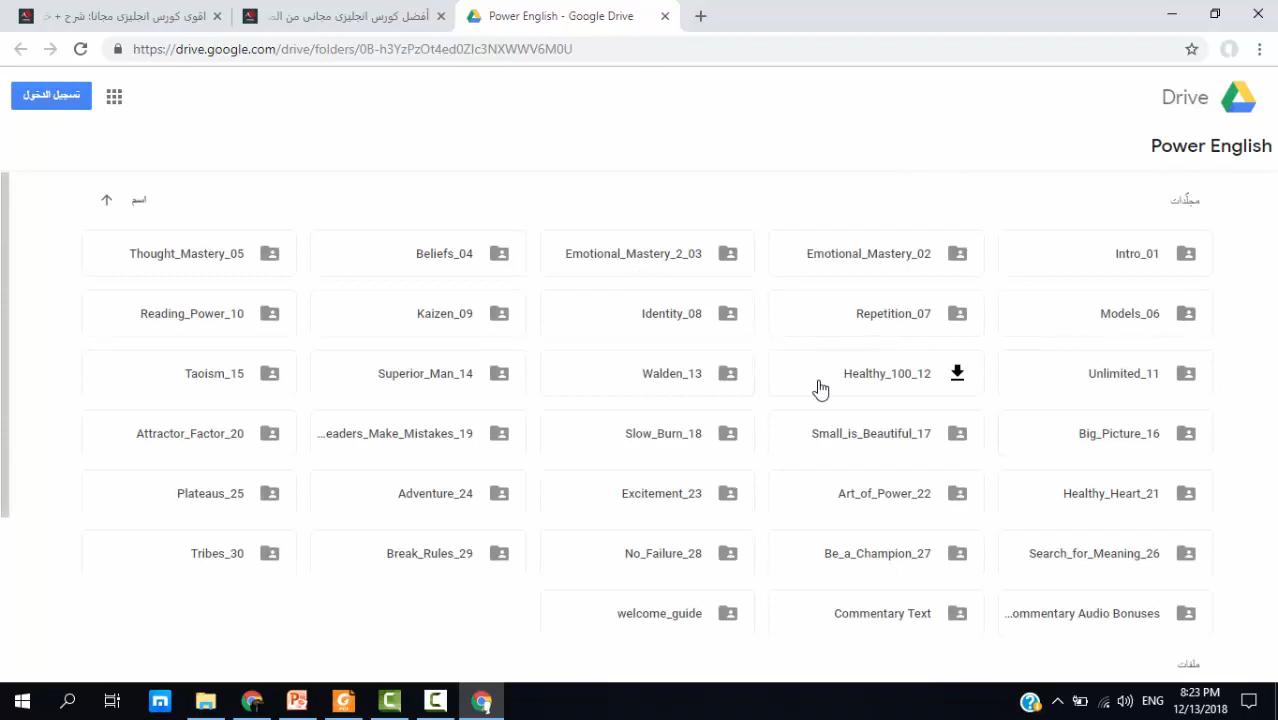 اقوى كورس انجليزى مجانا: شرح + خ
أفضل كورس انجليزى مجانى من الص
Power English - Google Drive
https://drive.google.com/drive/folders/0B-h3YzPzOt4ed0ZIc3NXWWV6M0U
Drive
تسجيل الدخول
Power English
مجلّدات
اسم
Intro_01
Emotional_Mastery_02
Emotional_Mastery_2_03
Beliefs_04
Thought_Mastery_05
Models_06
Repetition_07
Identity_08
Kaizen_09
Reading_Power_10
Unlimited_11
Healthy_100_12
Walden_13
Superior_Man_14
Taoism_15
Big_Picture_16
Small_is_Beautiful_17
Slow_Burn_18
...eaders_Make_Mistakes_19
Attractor_Factor_20
Healthy_Heart_21
Art_of_Power_22
Excitement_23
Adventure_24
Plateaus_25
Search_for_Meaning_26
Be_a_Champion_27
No_Failure_28
Break_Rules_29
Tribes_30
...ommentary Audio Bonuses
Commentary Text
welcome_guide
ملفات
ENG
8:23 PM
12/13/2018